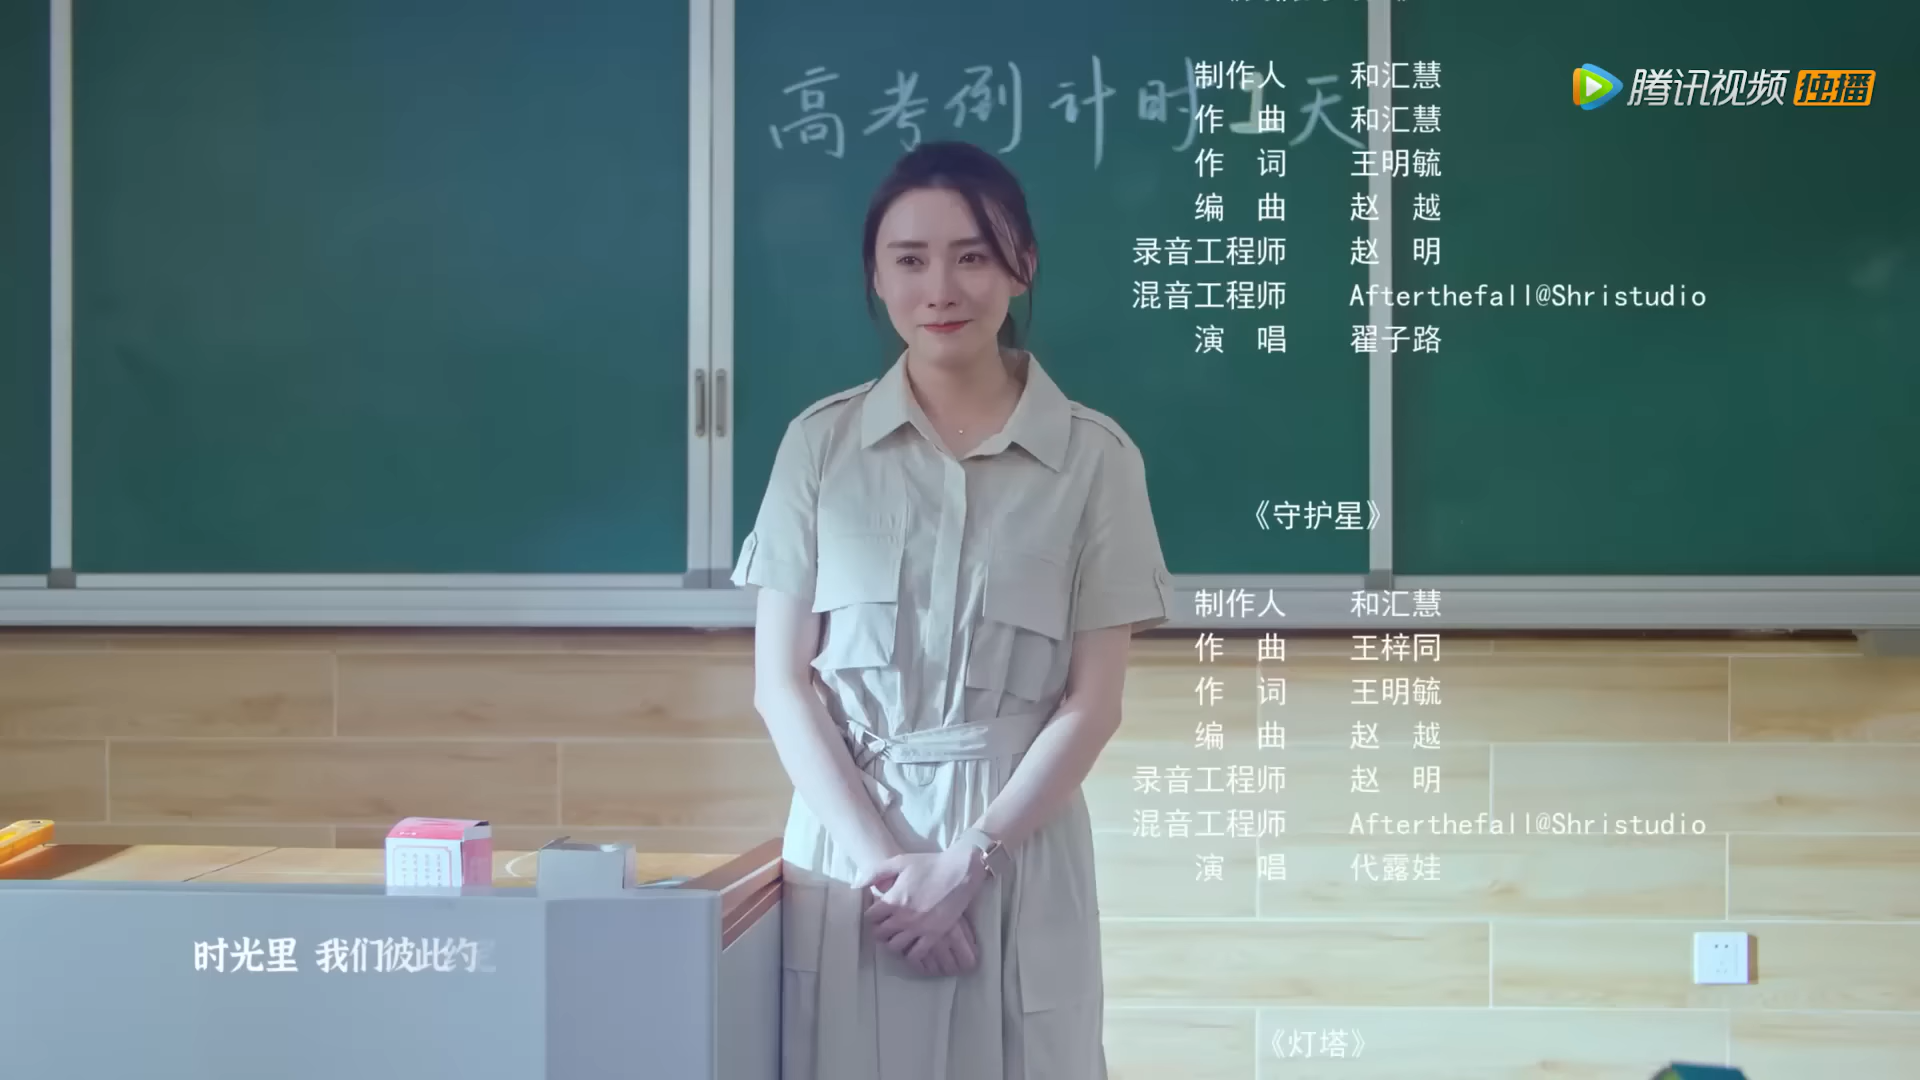 高考倒计时1天
腾讯视频 独播
制作人 和汇慧
作 曲 和汇慧
作 词 王明毓
编 曲 赵 越
录音工程师 赵 明
混音工程师 Afterthefall@Shristudio
演 唱 翟子路
《守护星》
制作人 和汇慧
作 曲 王梓同
作 词 王明毓
编 曲 赵 越
录音工程师 赵 明
混音工程师 Afterthefall@Shristudio
演 唱 代露娃
时光里 我们彼此约
《灯塔》